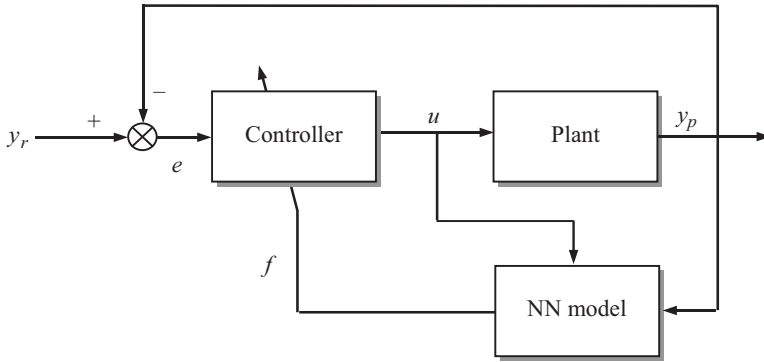 −
+
y_r
e
Controller
u
Plant
y_p
f
NN model